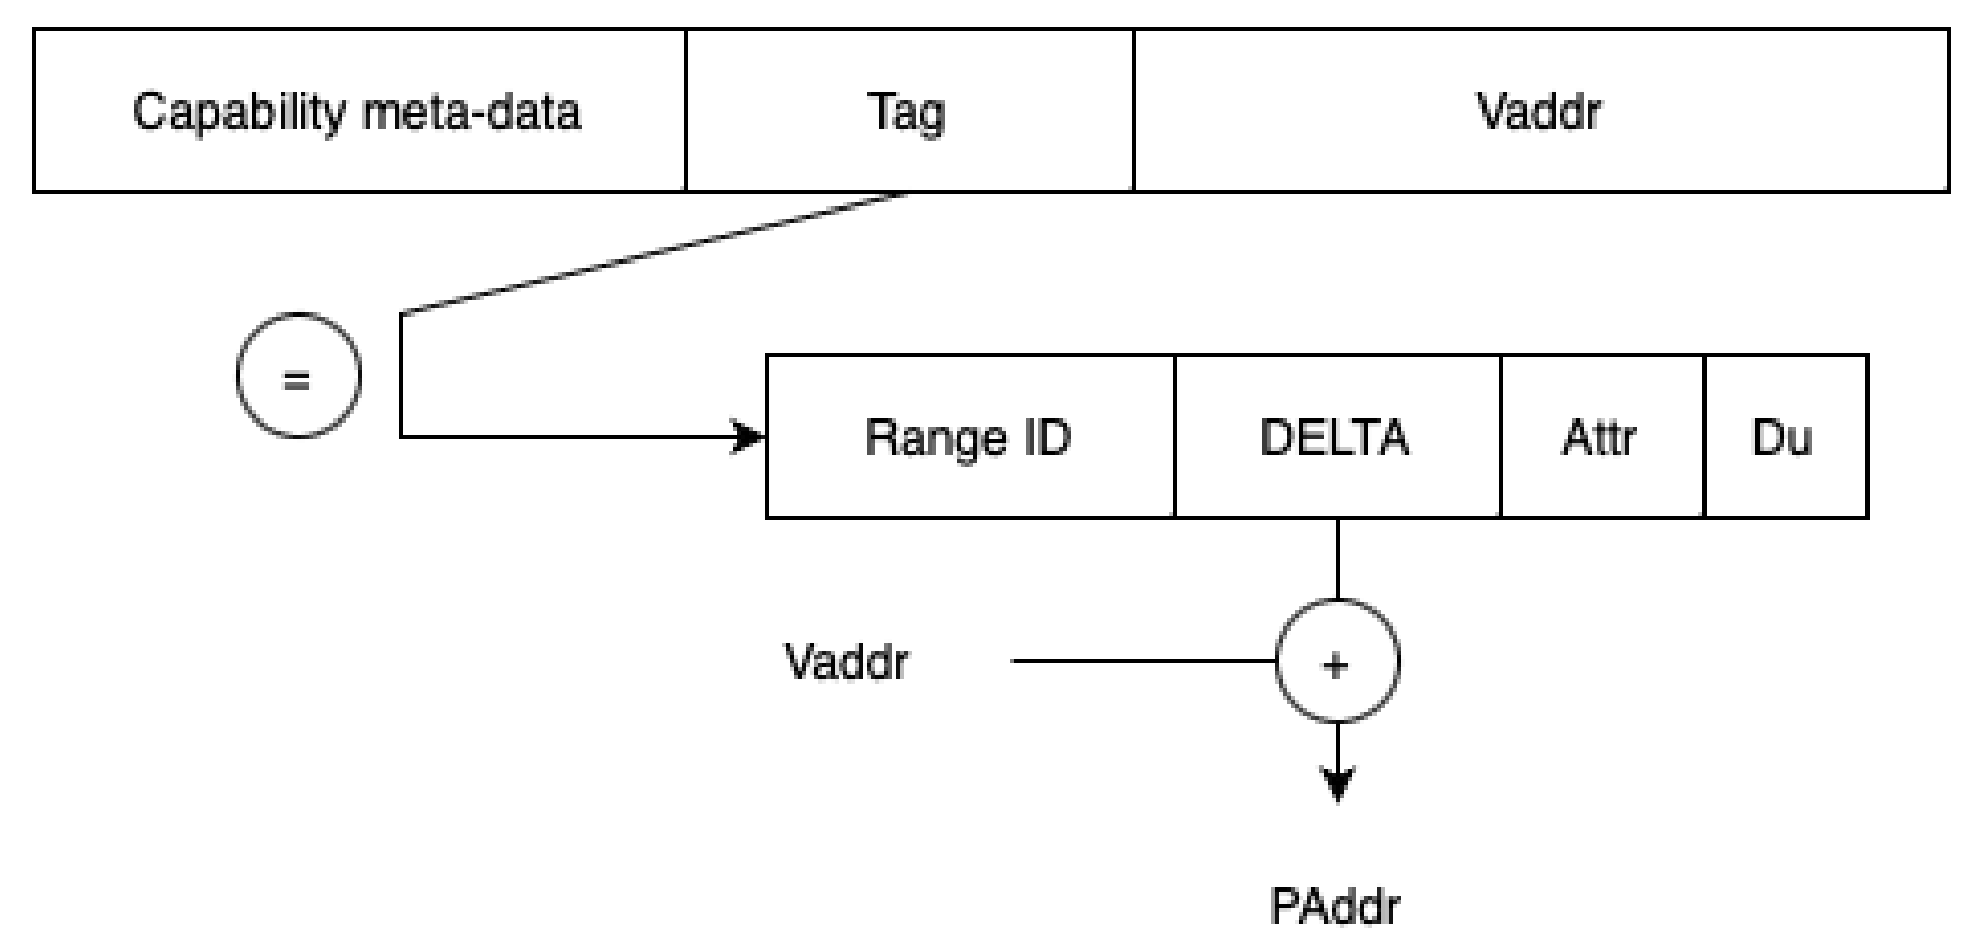 Capability meta-data Tag Vaddr
=
Range ID DELTA Attr Du
Vaddr +
PAddr